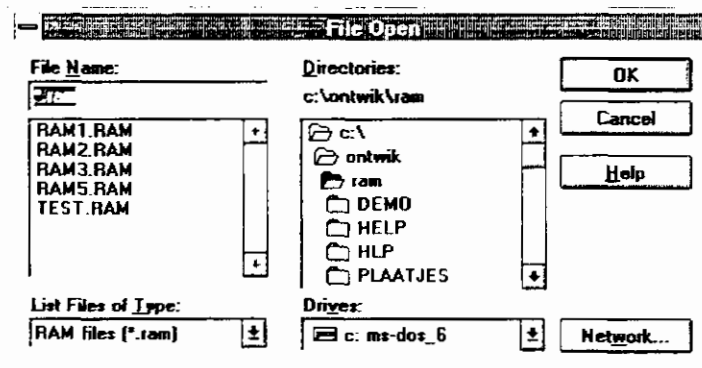 File Open
File Name:
Directories:
c:\ontwik\ram
RAM1.RAM
RAM2.RAM
RAM3.RAM
RAM5.RAM
TEST.RAM
c:\
ontwik
ram
DEMO
HELP
HLP
PLAATJES
OK
Cancel
Help
List Files of Type:
RAM files (*.ram)
Drives:
c: ms-dos_6
Network...